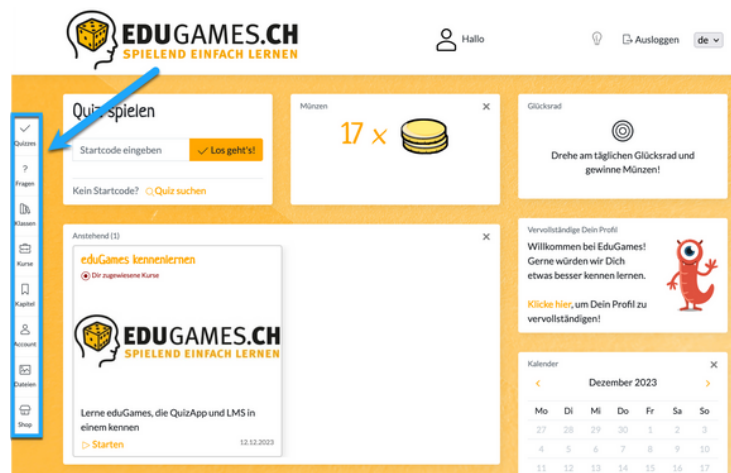 EDUGAMES.CH
SPIELEND EINFACH LERNEN
Hallo
Ausloggen
de
Quizzes
Fragen
Klassen
Kurse
Kapitel
Account
Dateien
Shop
Quiz spielen
Startcode eingeben
Los geht's!
Kein Startcode? Quiz suchen
Münzen
17 x
Glücksrad
Drehe am täglichen Glücksrad und
gewinne Münzen!
Anstehend (1)
eduGames kennenlernen
Dir zugewiesene Kurse
EDUGAMES.CH
SPIELEND EINFACH LERNEN
Lerne eduGames, die QuizApp und LMS in
einem kennen
Starten
12.12.2023
Vervollständige Dein Profil
Willkommen bei EduGames!
Gerne würden wir Dich
etwas besser kennen lernen.
Klicke hier, um Dein Profil zu
vervollständigen!
Kalender
Dezember 2023
Mo Di Mi Do Fr Sa So
27 28 29 30 1 2 3
4 5 6 7 8 9 10
11 12 13 14 15 16 17